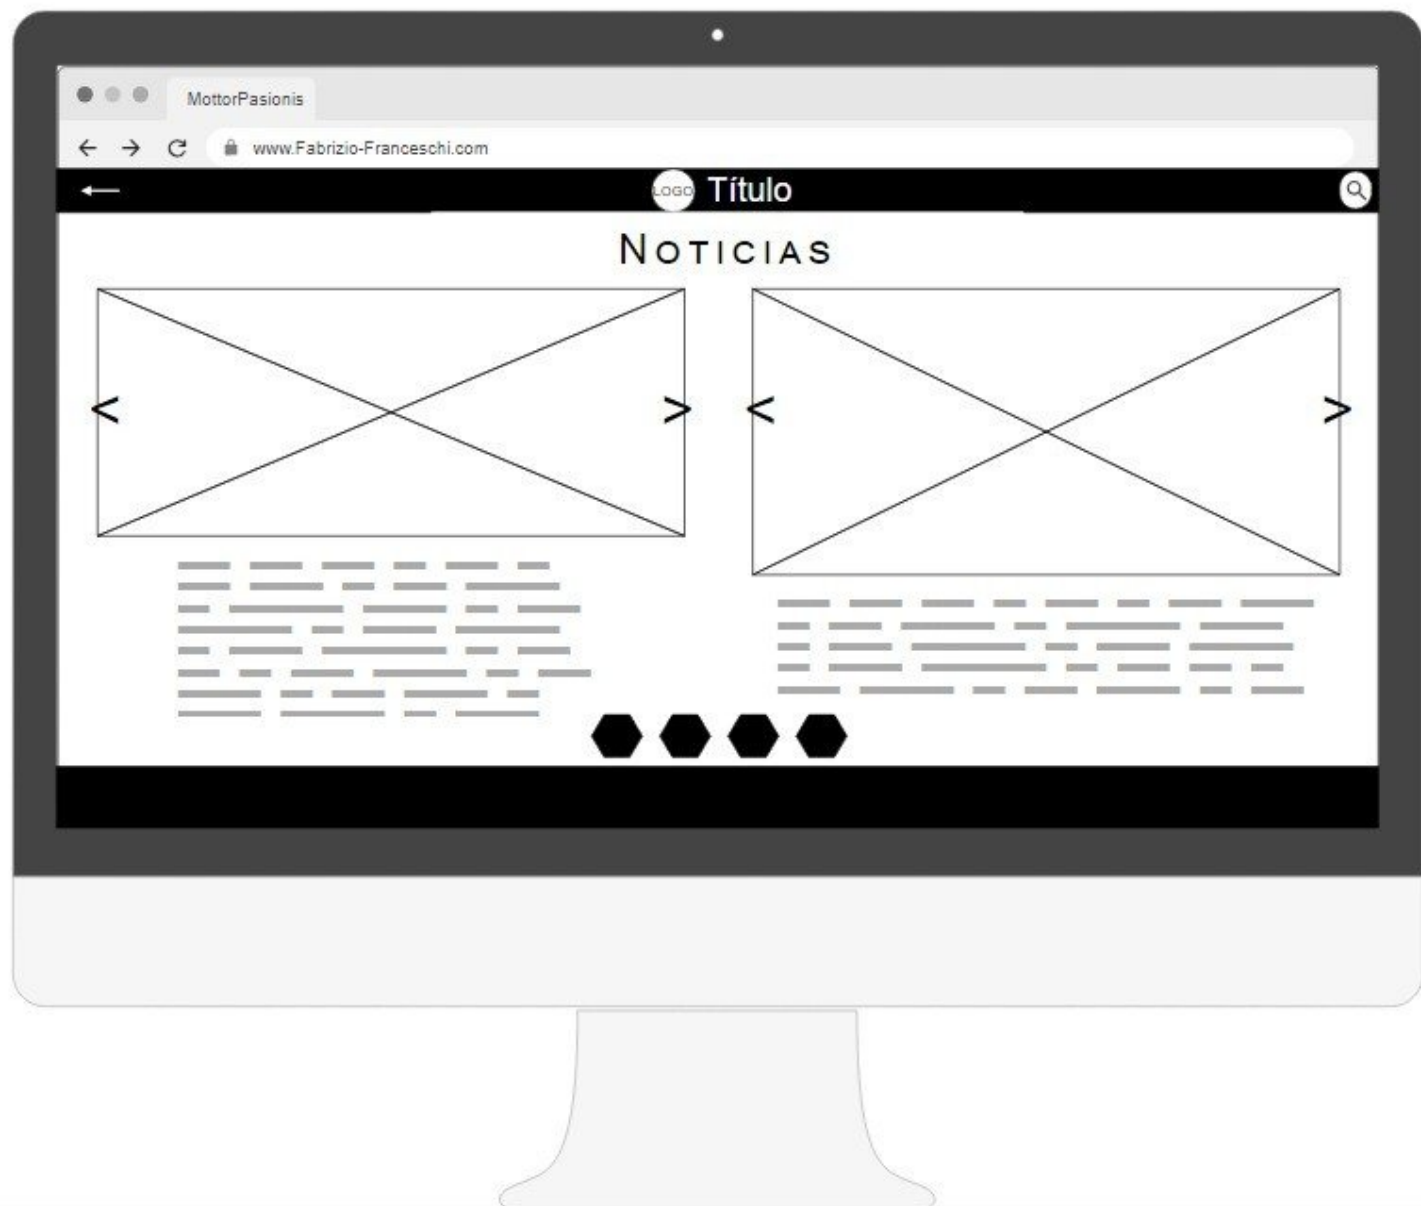 MottorPasionis
www.Fabrizio-Franceschi.com
LOGO Título
NOTICIAS
< > < >